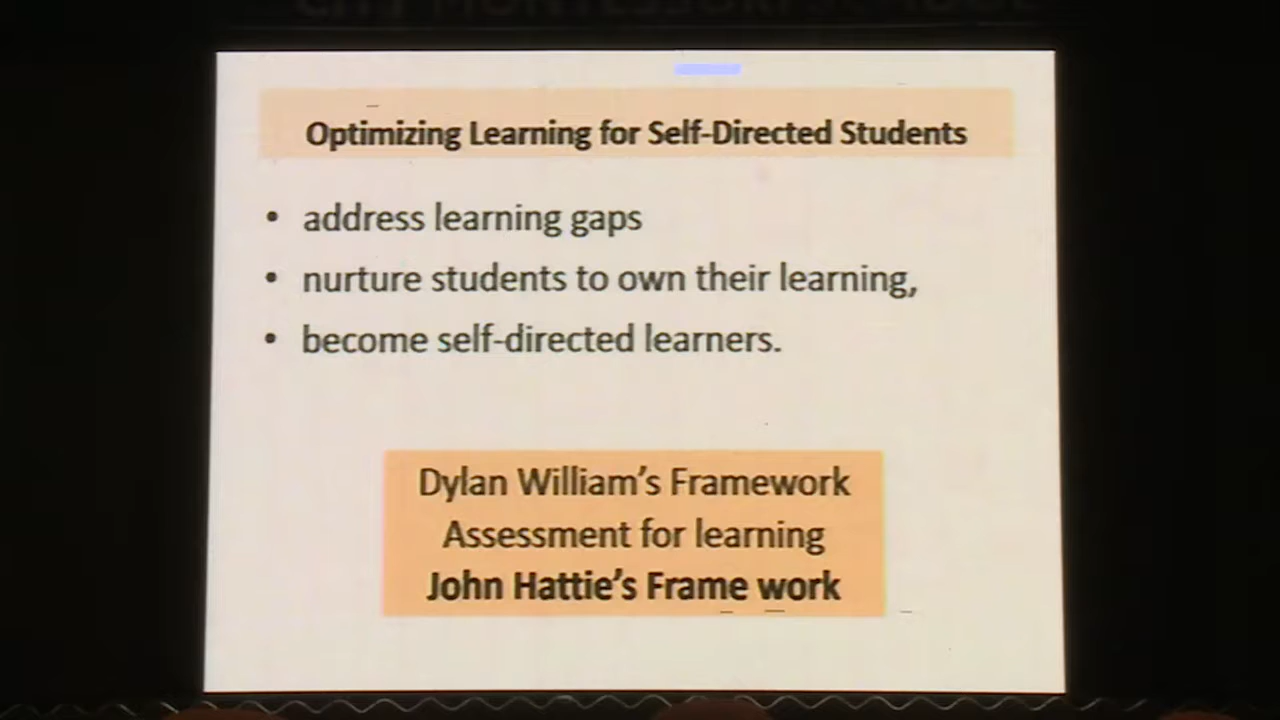 Optimizing Learning for Self-Directed Students
• address learning gaps
• nurture students to own their learning,
• become self-directed learners.
Dylan William's Framework
Assessment for learning
John Hattie's Frame work